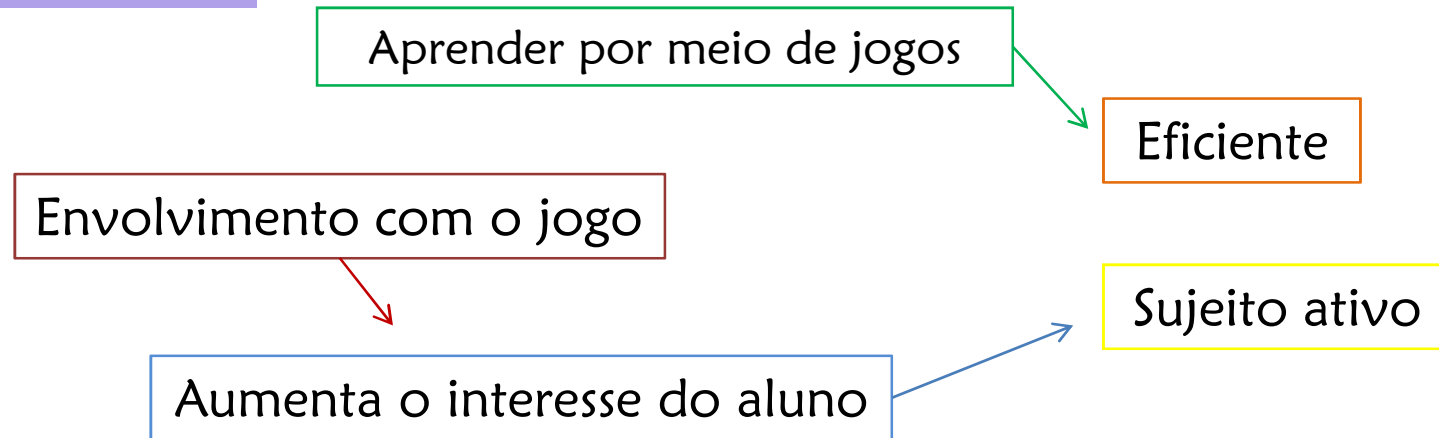 Aprender por meio de jogos
Eficiente
Envolvimento com o jogo
Sujeito ativo
Aumenta o interesse do aluno